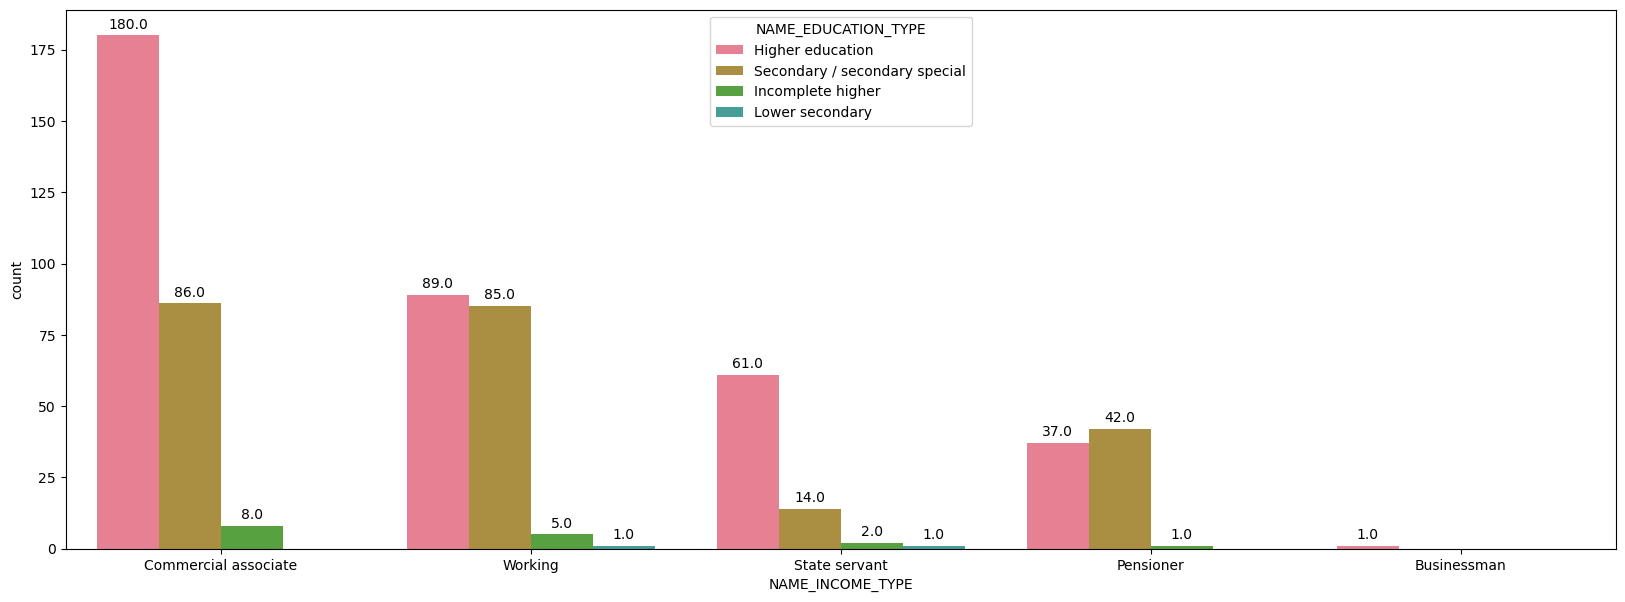 180.0
86.0
8.0
89.0
85.0
5.0
1.0
61.0
14.0
2.0
1.0
37.0
42.0
1.0
1.0
NAME_EDUCATION_TYPE
Higher education
Secondary / secondary special
Incomplete higher
Lower secondary
175
150
125
100
75
50
25
0
count
Commercial associate
Working
State servant
Pensioner
Businessman
NAME_INCOME_TYPE